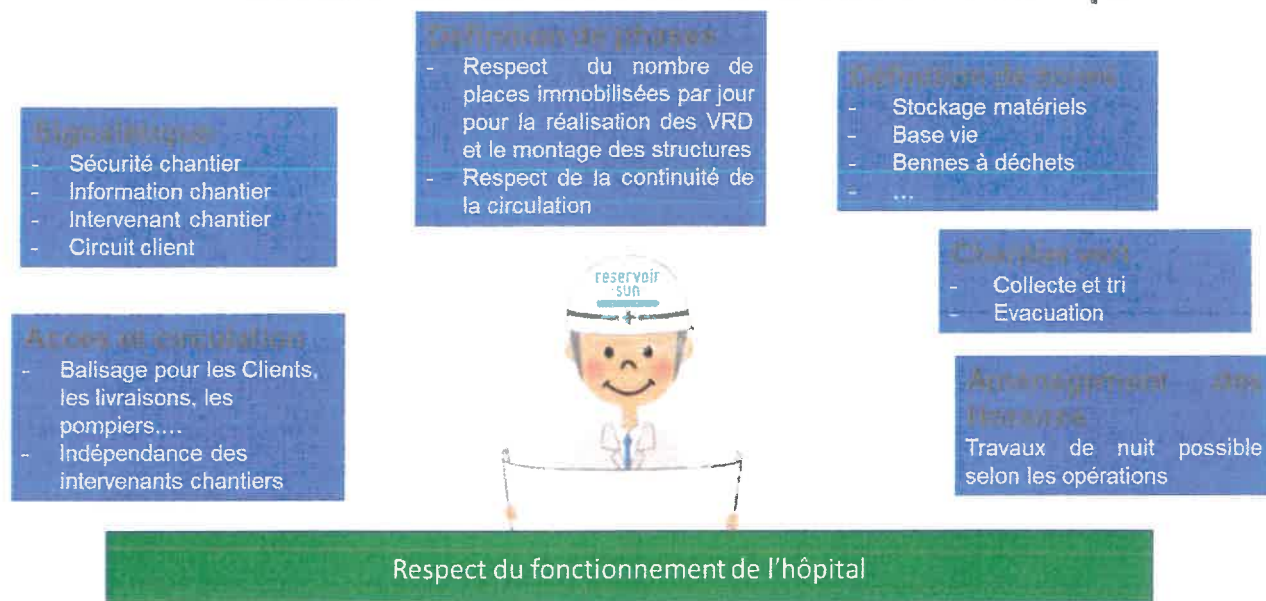 Signalétique
- Sécurité chantier
- Information chantier
- Intervenant chantier
- Circuit client
Accès et circulation
- Balisage pour les Clients,
les livraisons, les
pompiers....
- Indépendance des
intervenants chantiers
Définition de phases
- Respect du nombre de
places immobilisées par jour
pour la réalisation des VRD
et le montage des structures
- Respect de la continuité de
la circulation
reservoir
sun
Définition de zones
- Stockage matériels
- Base vie
- Bennes à déchets
- ...
Chantier vert
- Collecte et tri
- Evacuation
Aménagement des
Horaires
Travaux de nuit possible
selon les opérations
Respect du fonctionnement de l'hôpital